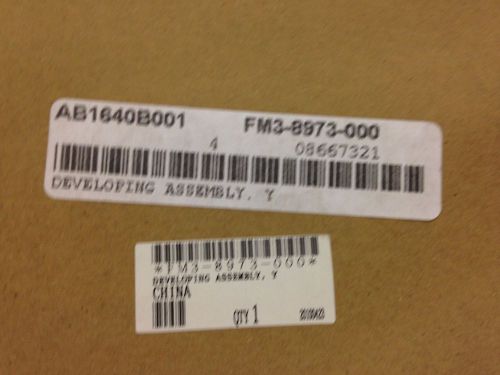 AB1640B001 FM3-8973-000
4 08667321
DEVELOPING ASSEMBLY, Y
*FM3-8973-000*
DEVELOPING ASSEMBLY, Y
CHINA
QTY 1